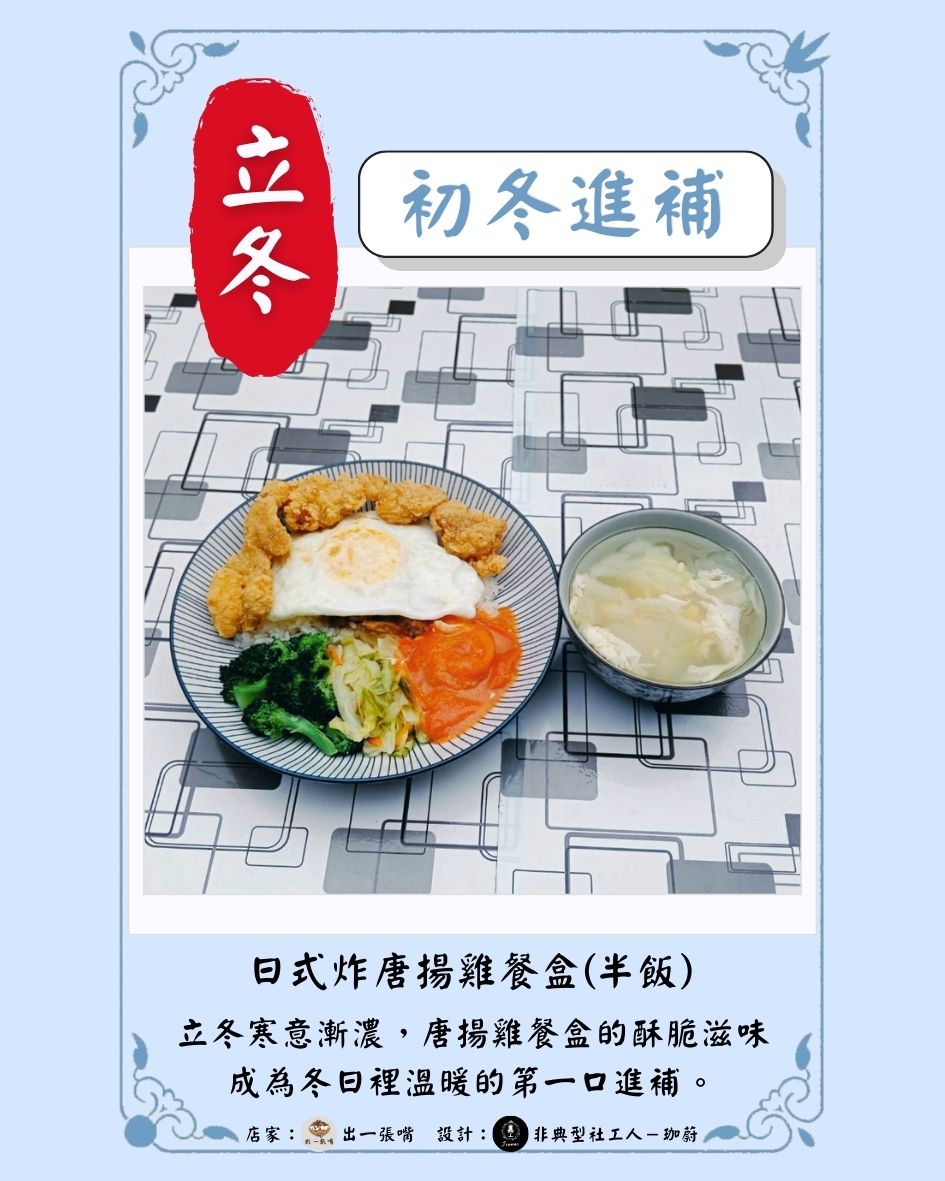 立冬
初冬進補
日式炸唐揚雞餐盒(半飯)
立冬寒意漸濃，唐揚雞餐盒的酥脆滋味
成為冬日裡溫暖的第一口進補。
店家： 出一張嘴 設計： 非典型社工人－珈蔚